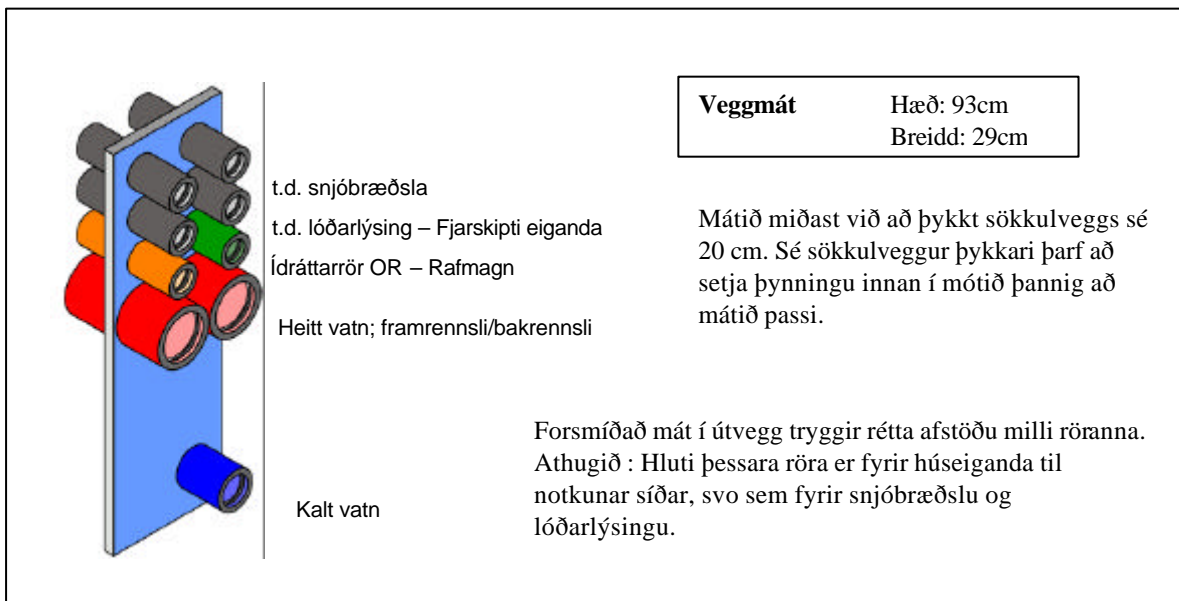 Veggmát Hæð: 93cm
Breidd: 29cm
t.d. snjóbræðsla
t.d. lóðarlýsing – Fjarskipti eiganda
Ídráttarrör OR – Rafmagn
Heitt vatn; framrennsli/bakrennsli
Kalt vatn
Mátið miðast við að þykkt sökkulveggs sé
20 cm. Sé sökkulveggur þykkari þarf að
setja þynningu innan í mótið þannig að
mátið passi.
Forsmíðað mát í útvegg tryggir rétta afstöðu milli röranna.
Athugið : Hluti þessara röra er fyrir húseiganda til
notkunar síðar, svo sem fyrir snjóbræðslu og
lóðarlýsingu.